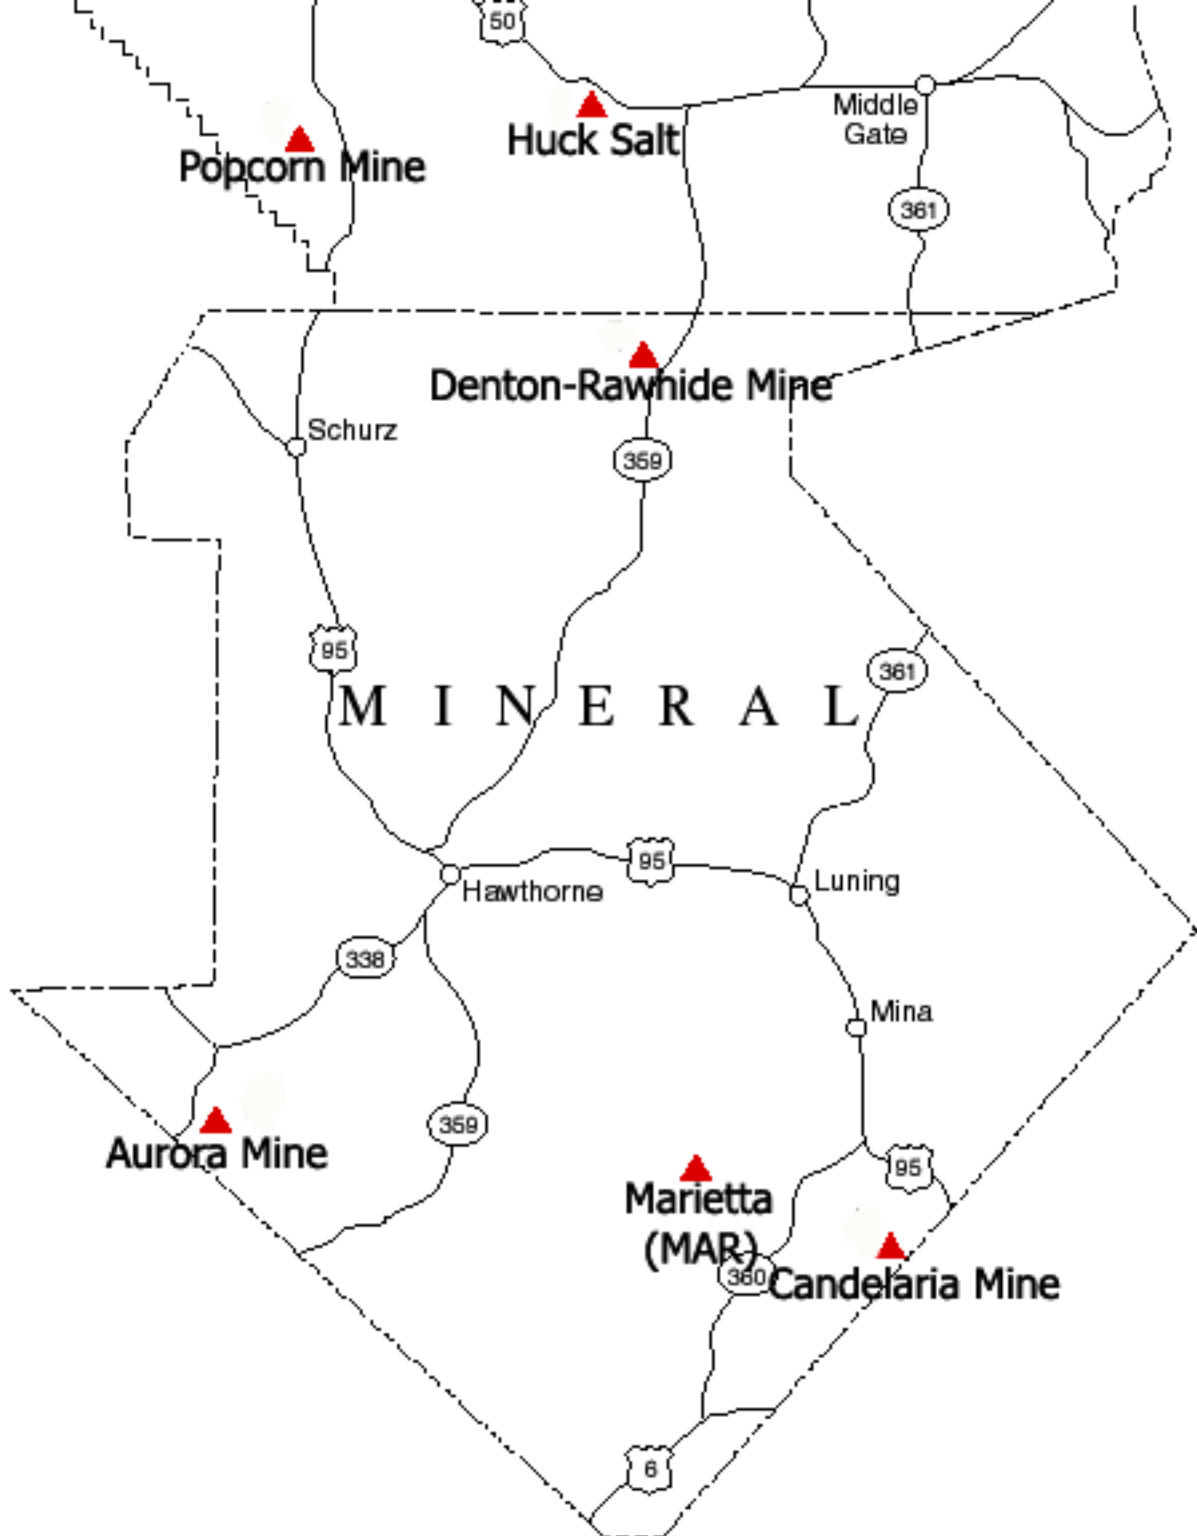 50
Middle
Gate
Huck Salt
Popcorn Mine
361
Denton-Rawhide Mine
Schurz
359
95
361
M I N E R A L
95
Luning
Hawthorne
338
Mina
359
Aurora Mine
95
Marietta
(MAR)
360
Candelaria Mine
6